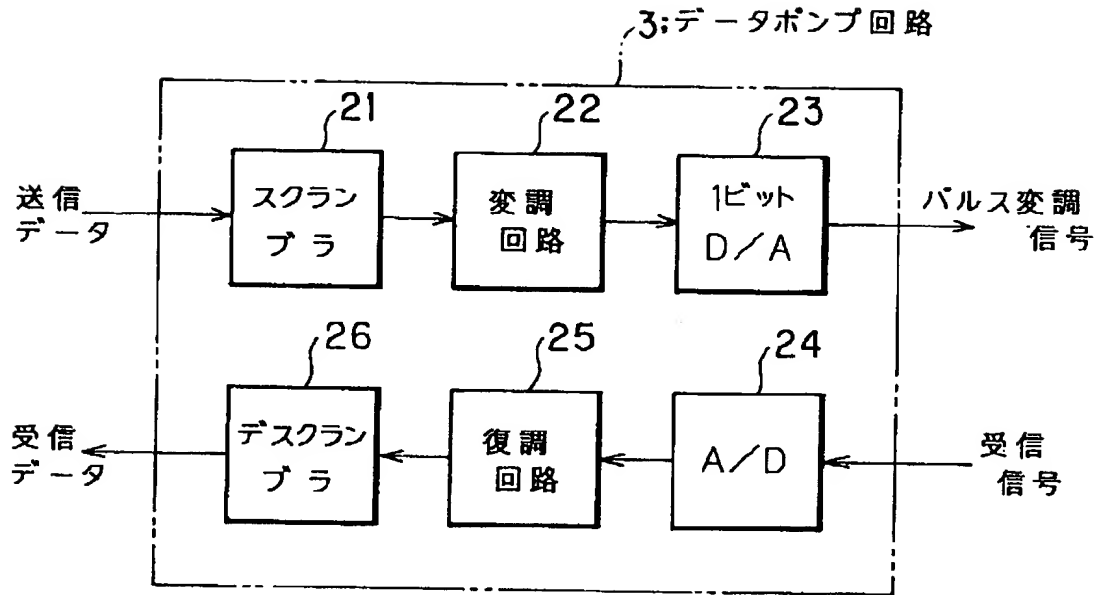 3;データポンプ回路
21
22
23
送信
データ
スクラン
ブラ
変調
回路
1ビット
D/A
パルス変調
信号
26
25
24
受信
データ
デスクラン
ブラ
復調
回路
A/D
受信
信号